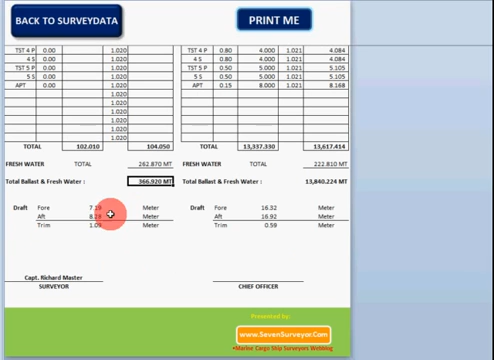 BACK TO SURVEYDATA
PRINT ME
TST 4 P 0.00 1.020 TST 4 P 0.80 4.000 1.021 4.084
4 S 0.00 1.020 4 S 0.80 4.000 1.021 4.084
TST 5 P 0.00 1.020 TST 5 P 0.50 5.000 1.021 5.105
5 S 0.00 1.020 5 S 0.50 5.000 1.021 5.105
APT 0.00 1.020 APT 0.15 8.000 1.021 8.168
1.020
1.020
1.020
1.020
1.020
1.020
TOTAL 102.010 104.050 TOTAL 13,337.330 13,617.414
FRESH WATER TOTAL 262.870 MT FRESH WATER TOTAL 222.810 MT
Total Ballast & Fresh Water : 366.920 MT Total Ballast & Fresh Water : 13,840.224 MT
Draft Fore Meter Draft Fore 16.32 Meter
Aft 8.28 Meter Aft 16.92 Meter
Trim Meter Trim 0.59 Meter
Capt. Richard Master
SURVEYOR CHIEF OFFICER
Presented by:
www.SevenSurveyor.Com
•Marine Cargo Ship Surveyors Weblog